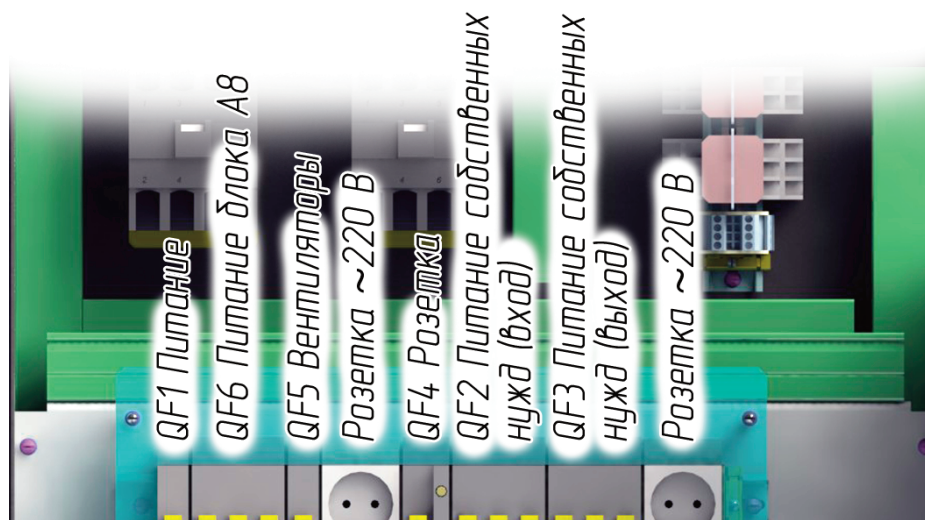 QF1 Питание
QF6 Питание блока А8
QF5 Вентиляторы
Розетка ~220 В
QF4 Розетка
QF2 Питание собственных
нужд (вход)
QF3 Питание собственных
нужд (выход)
Розетка ~220 В